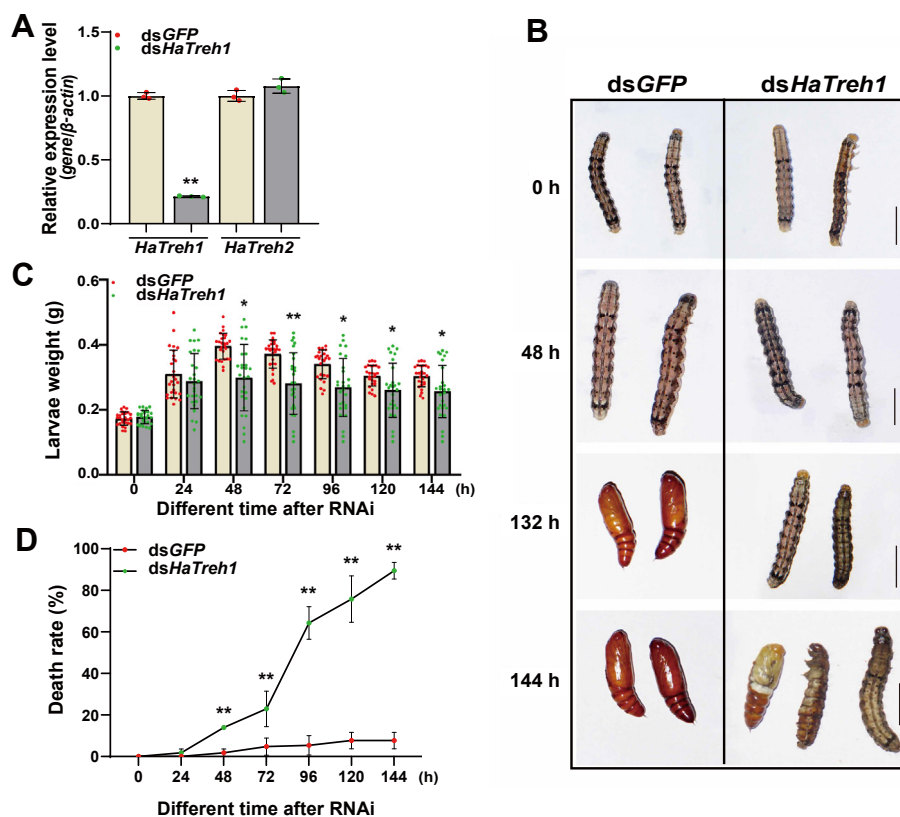 A
Relative expression level
(gene/β-actin)
1.5
1.0
0.5
0.0
dsGFP
dsHaTreh1
**
HaTreh1
HaTreh2
B
dsGFP
dsHaTreh1
0 h
48 h
132 h
144 h
C
Larvae weight (g)
0.6
0.4
0.2
0.0
dsGFP
dsHaTreh1
*
**
*
*
*
0
24
48
72
96
120
144
(h)
Different time after RNAi
D
Death rate (%)
100
80
60
40
20
0
dsGFP
dsHaTreh1
**
**
**
**
**
0
24
48
72
96
120
144
(h)
Different time after RNAi